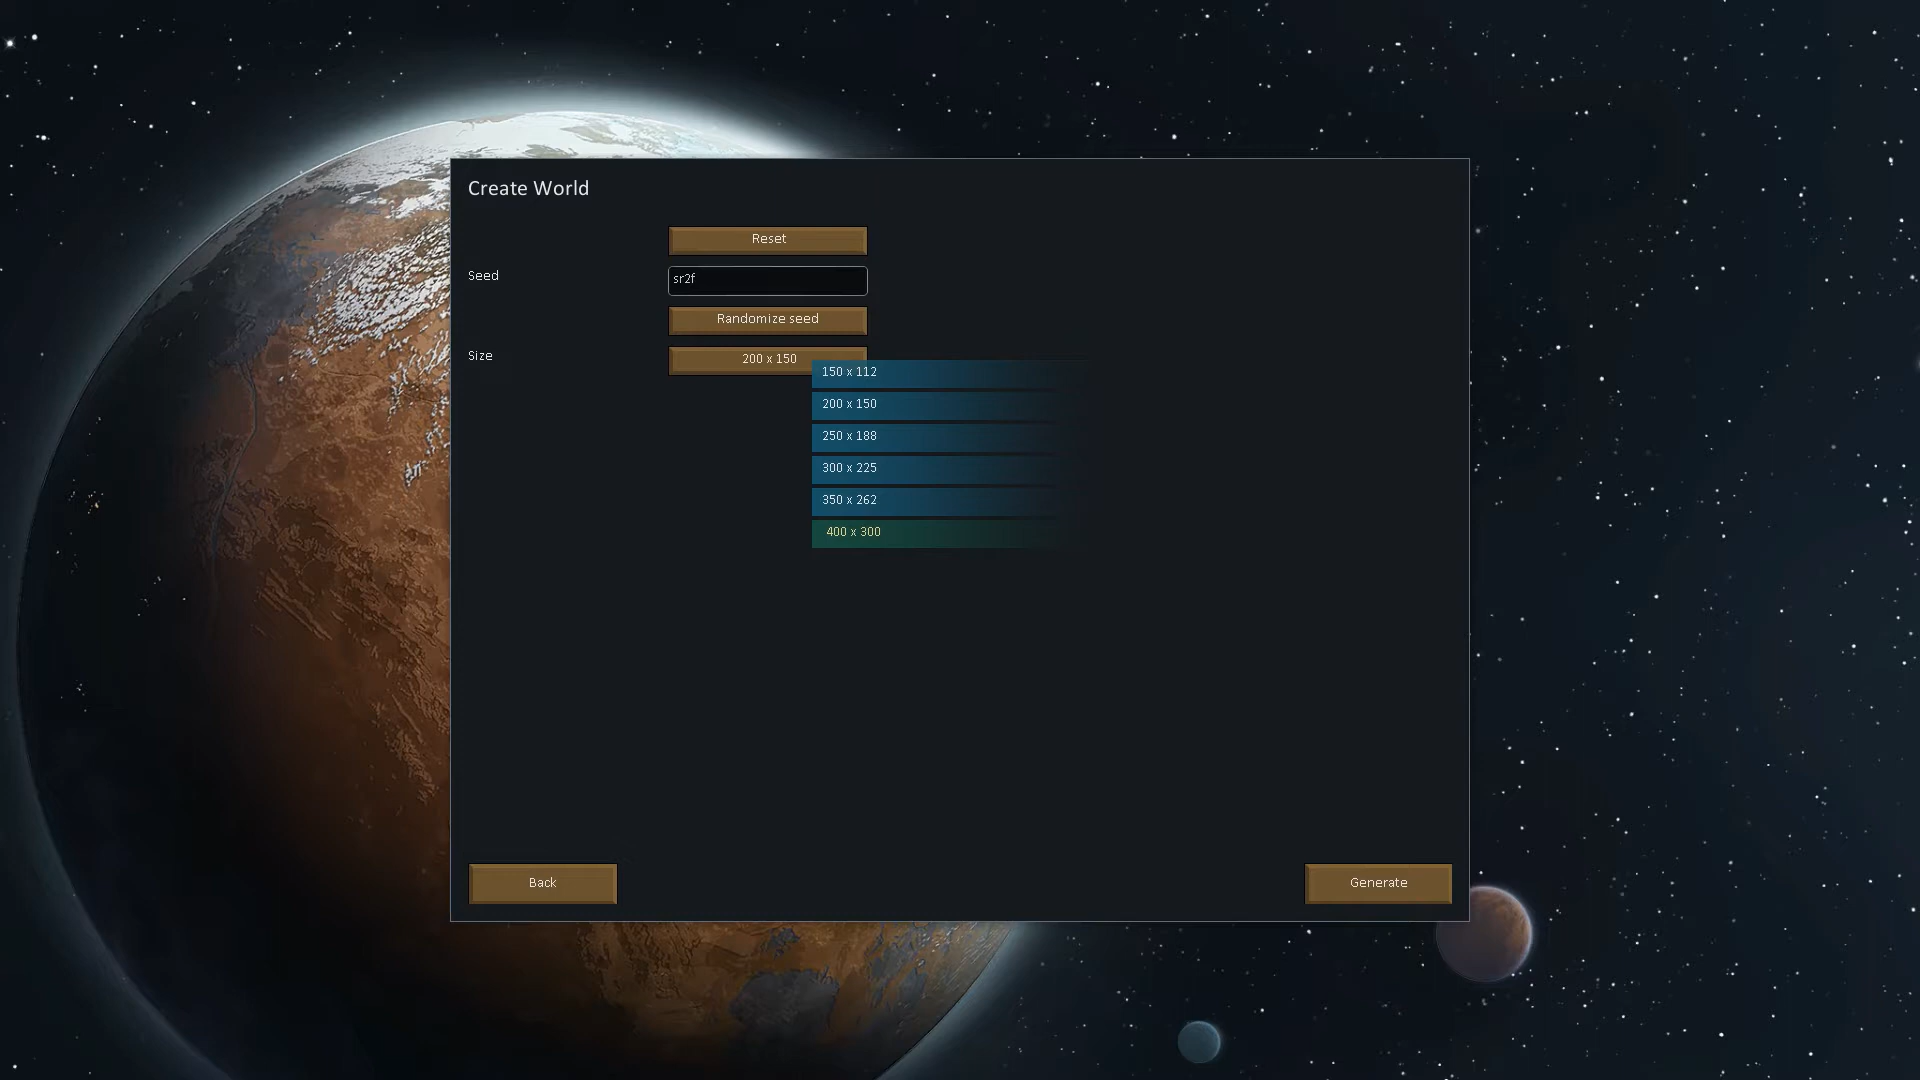 Create World
Reset
Seed
sr2f
Randomize seed
Size
200 x 150
150 x 112
200 x 150
250 x 188
300 x 225
350 x 262
400 x 300
Back
Generate